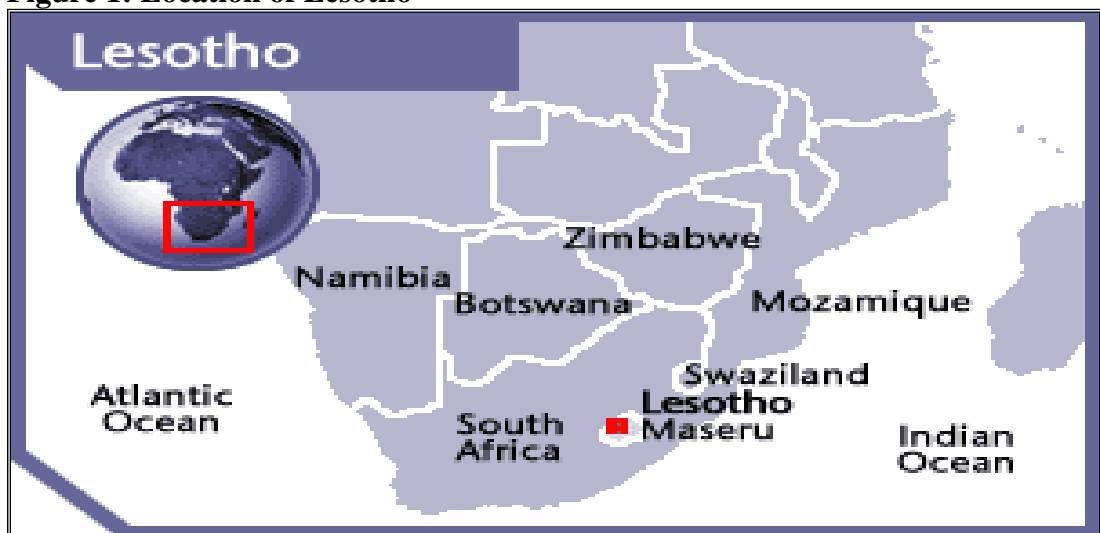 Figure 1: Location of Lesotho
Lesotho
Zimbabwe
Namibia
Botswana
Mozamique
Swaziland
Atlantic
Ocean
Lesotho
South
Africa
Maseru
Indian
Ocean